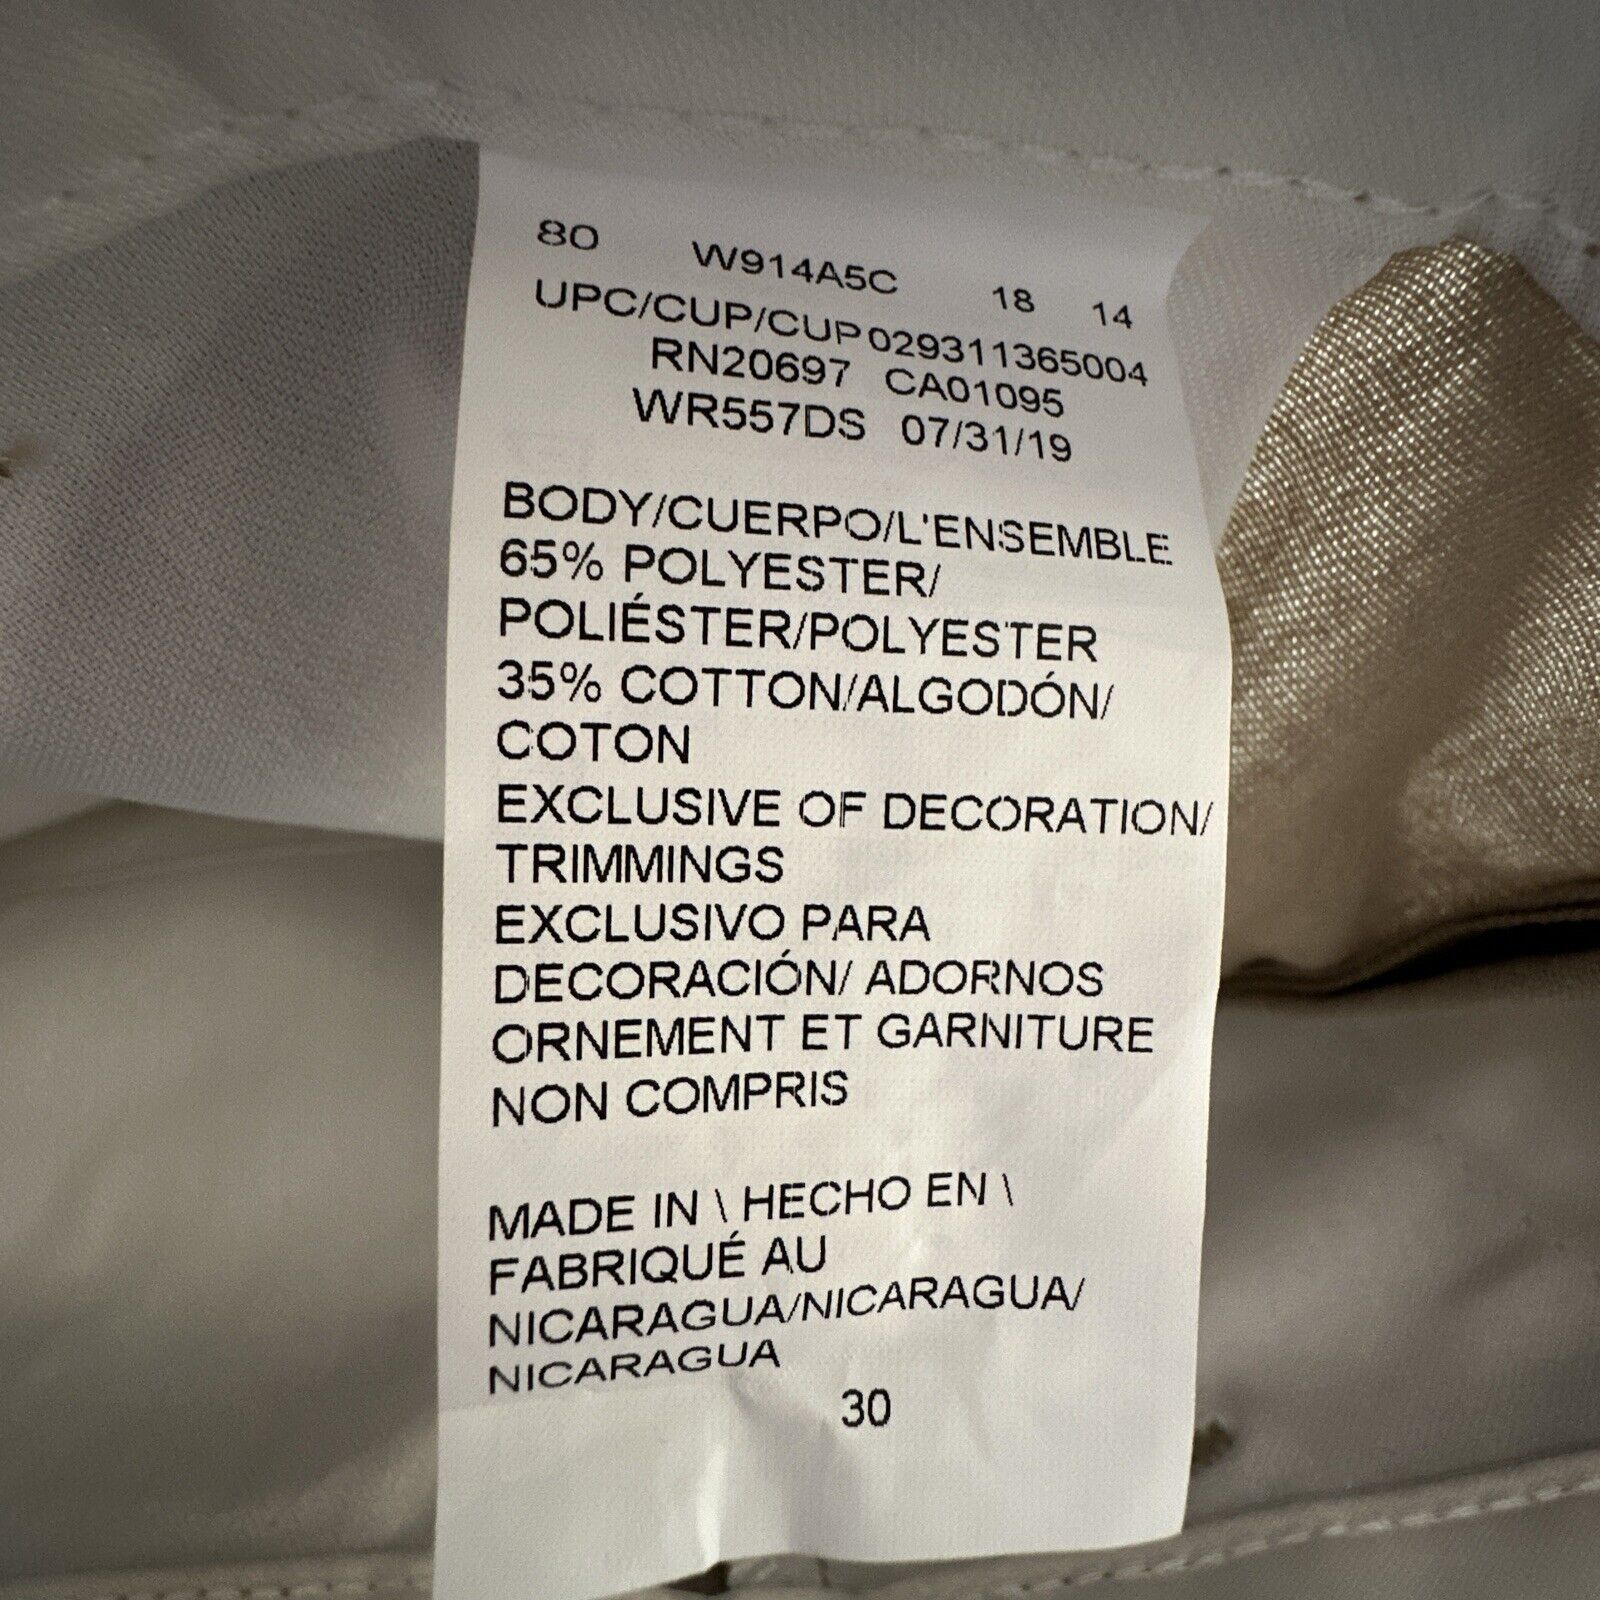 80 W914A5C 18 14
UPC/CUP/CUP 029311365004
RN20697 CA01095
WR557DS 07/31/19
BODY/CUERPO/L'ENSEMBLE
65% POLYESTER/
POLIÉSTER/POLYESTER
35% COTTON/ALGODÓN/
COTON
EXCLUSIVE OF DECORATION/
TRIMMINGS
EXCLUSIVO PARA
DECORACIÓN/ ADORNOS
ORNEMENT ET GARNITURE
NON COMPRIS
MADE IN \ HECHO EN \
FABRIQUÉ AU
NICARAGUA/NICARAGUA/
NICARAGUA
30